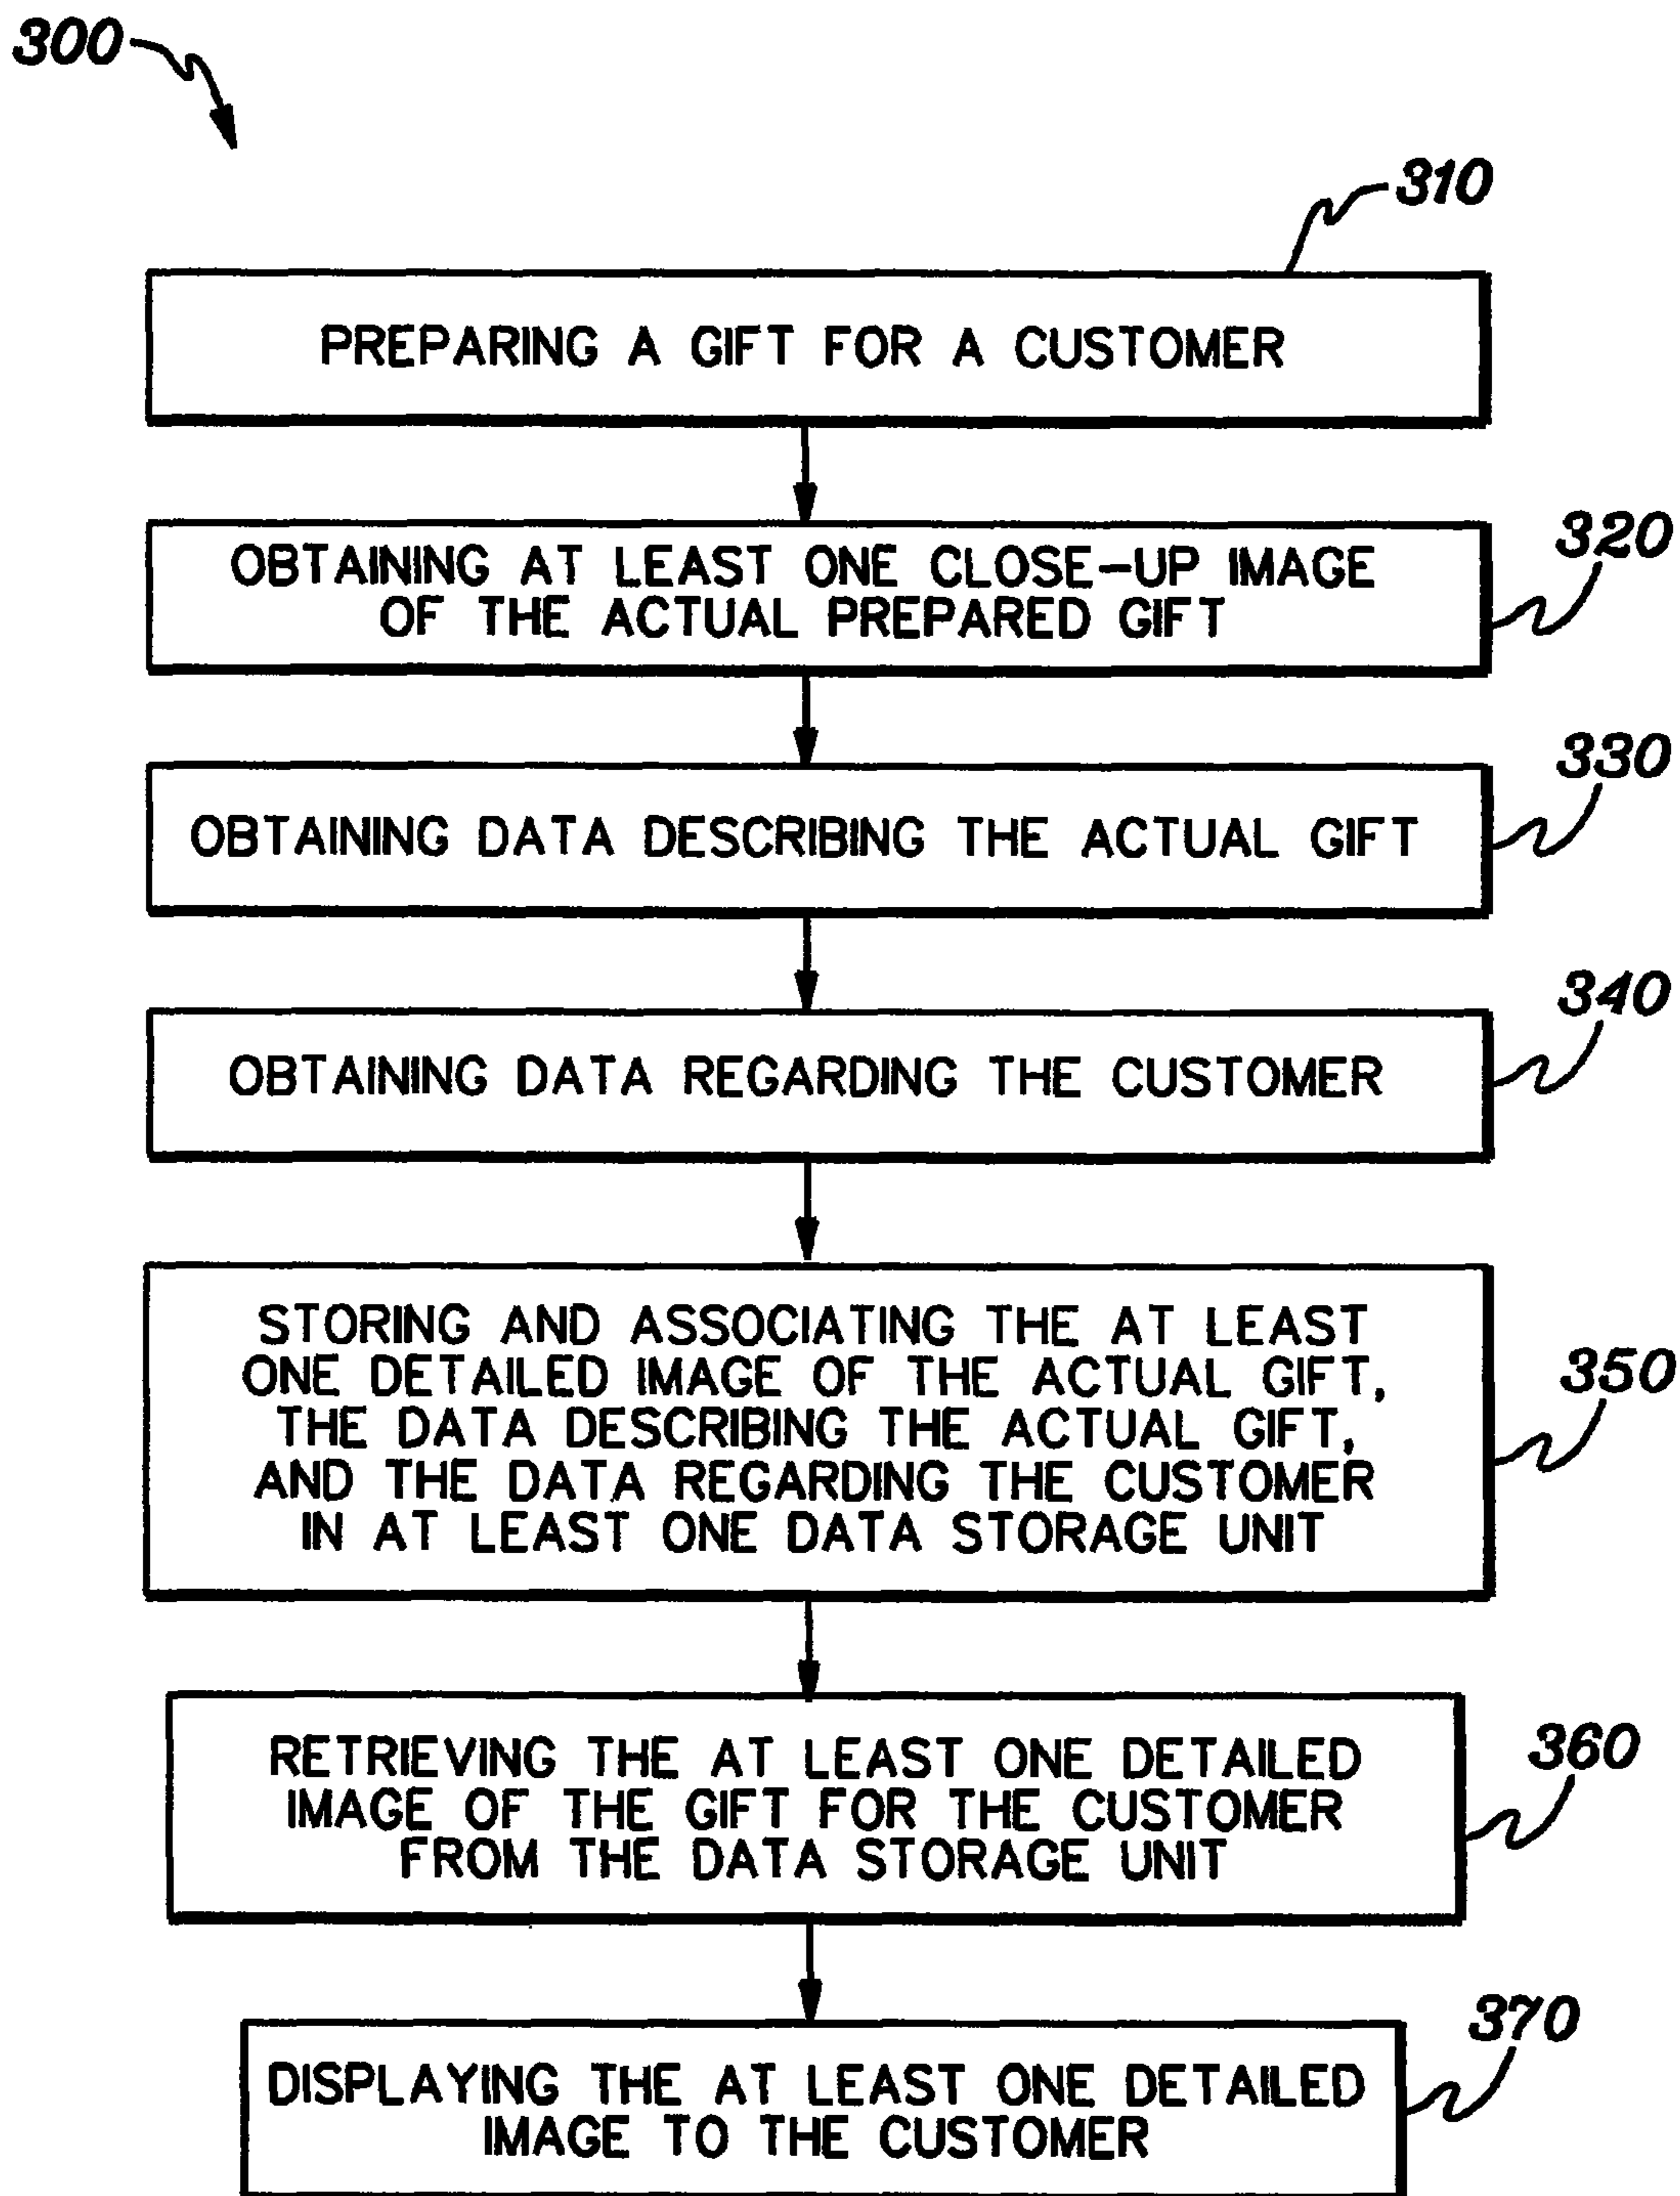 300
310
PREPARING A GIFT FOR A CUSTOMER
320
OBTAINING AT LEAST ONE CLOSE-UP IMAGE
OF THE ACTUAL PREPARED GIFT
330
OBTAINING DATA DESCRIBING THE ACTUAL GIFT
340
OBTAINING DATA REGARDING THE CUSTOMER
350
STORING AND ASSOCIATING THE AT LEAST
ONE DETAILED IMAGE OF THE ACTUAL GIFT,
THE DATA DESCRIBING THE ACTUAL GIFT,
AND THE DATA REGARDING THE CUSTOMER
IN AT LEAST ONE DATA STORAGE UNIT
360
RETRIEVING THE AT LEAST ONE DETAILED
IMAGE OF THE GIFT FOR THE CUSTOMER
FROM THE DATA STORAGE UNIT
370
DISPLAYING THE AT LEAST ONE DETAILED
IMAGE TO THE CUSTOMER